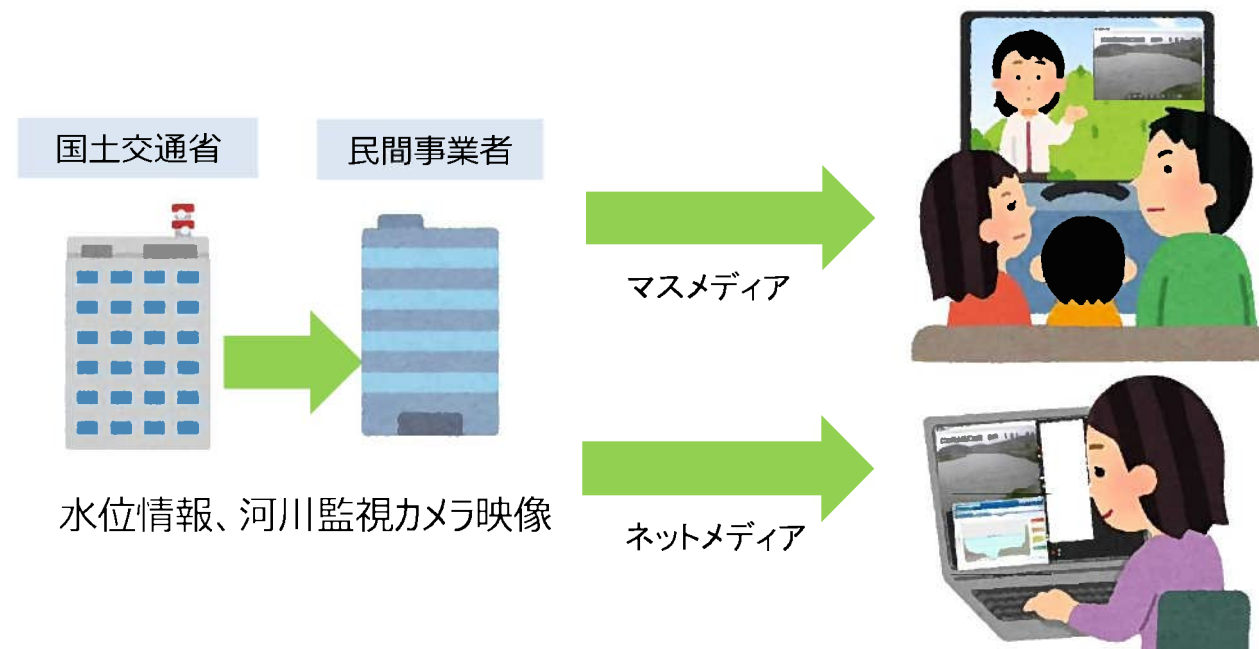 国土交通省
民間事業者
マスメディア
水位情報、河川監視カメラ映像
ネットメディア